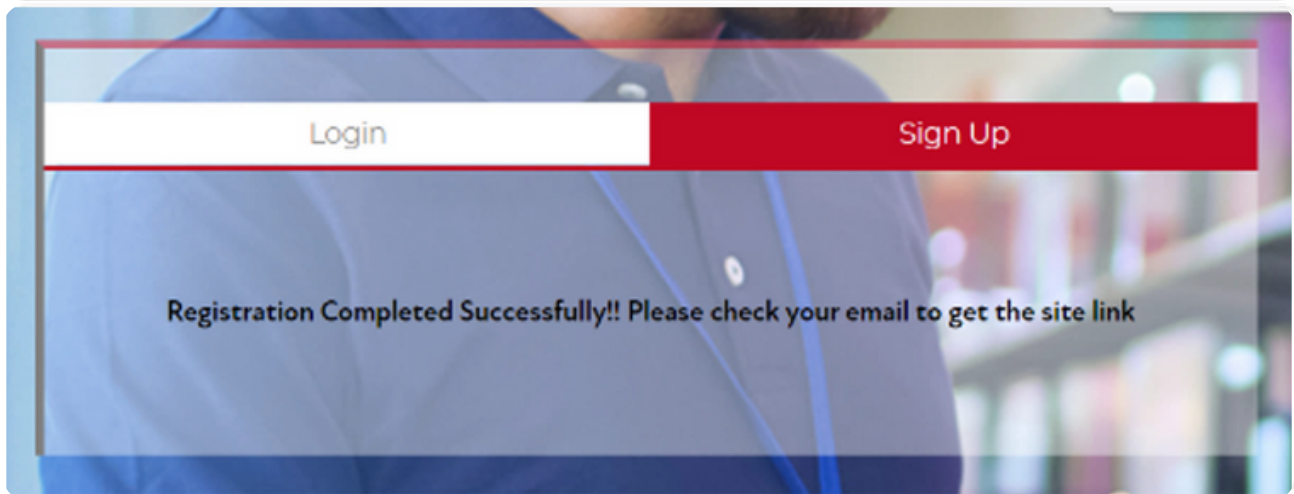 Login
Sign Up
Registration Completed Successfully!! Please check your email to get the site link